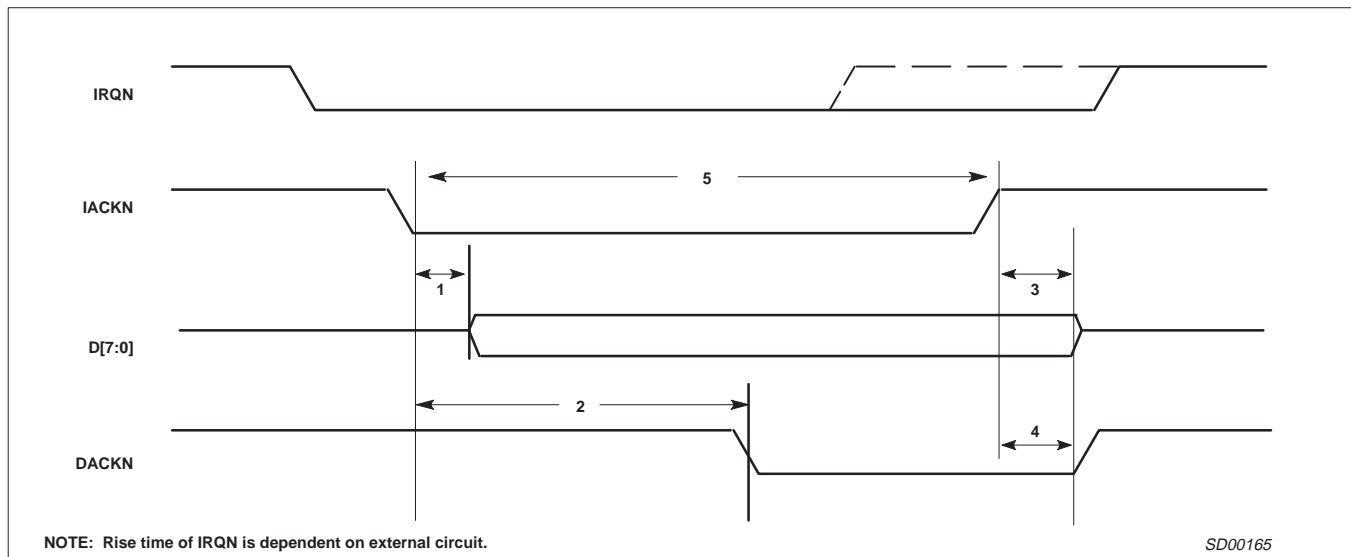 IRQN
5
IACKN
1
3
D[7:0]
2
4
DACKN
NOTE: Rise time of IRQN is dependent on external circuit.
SD00165